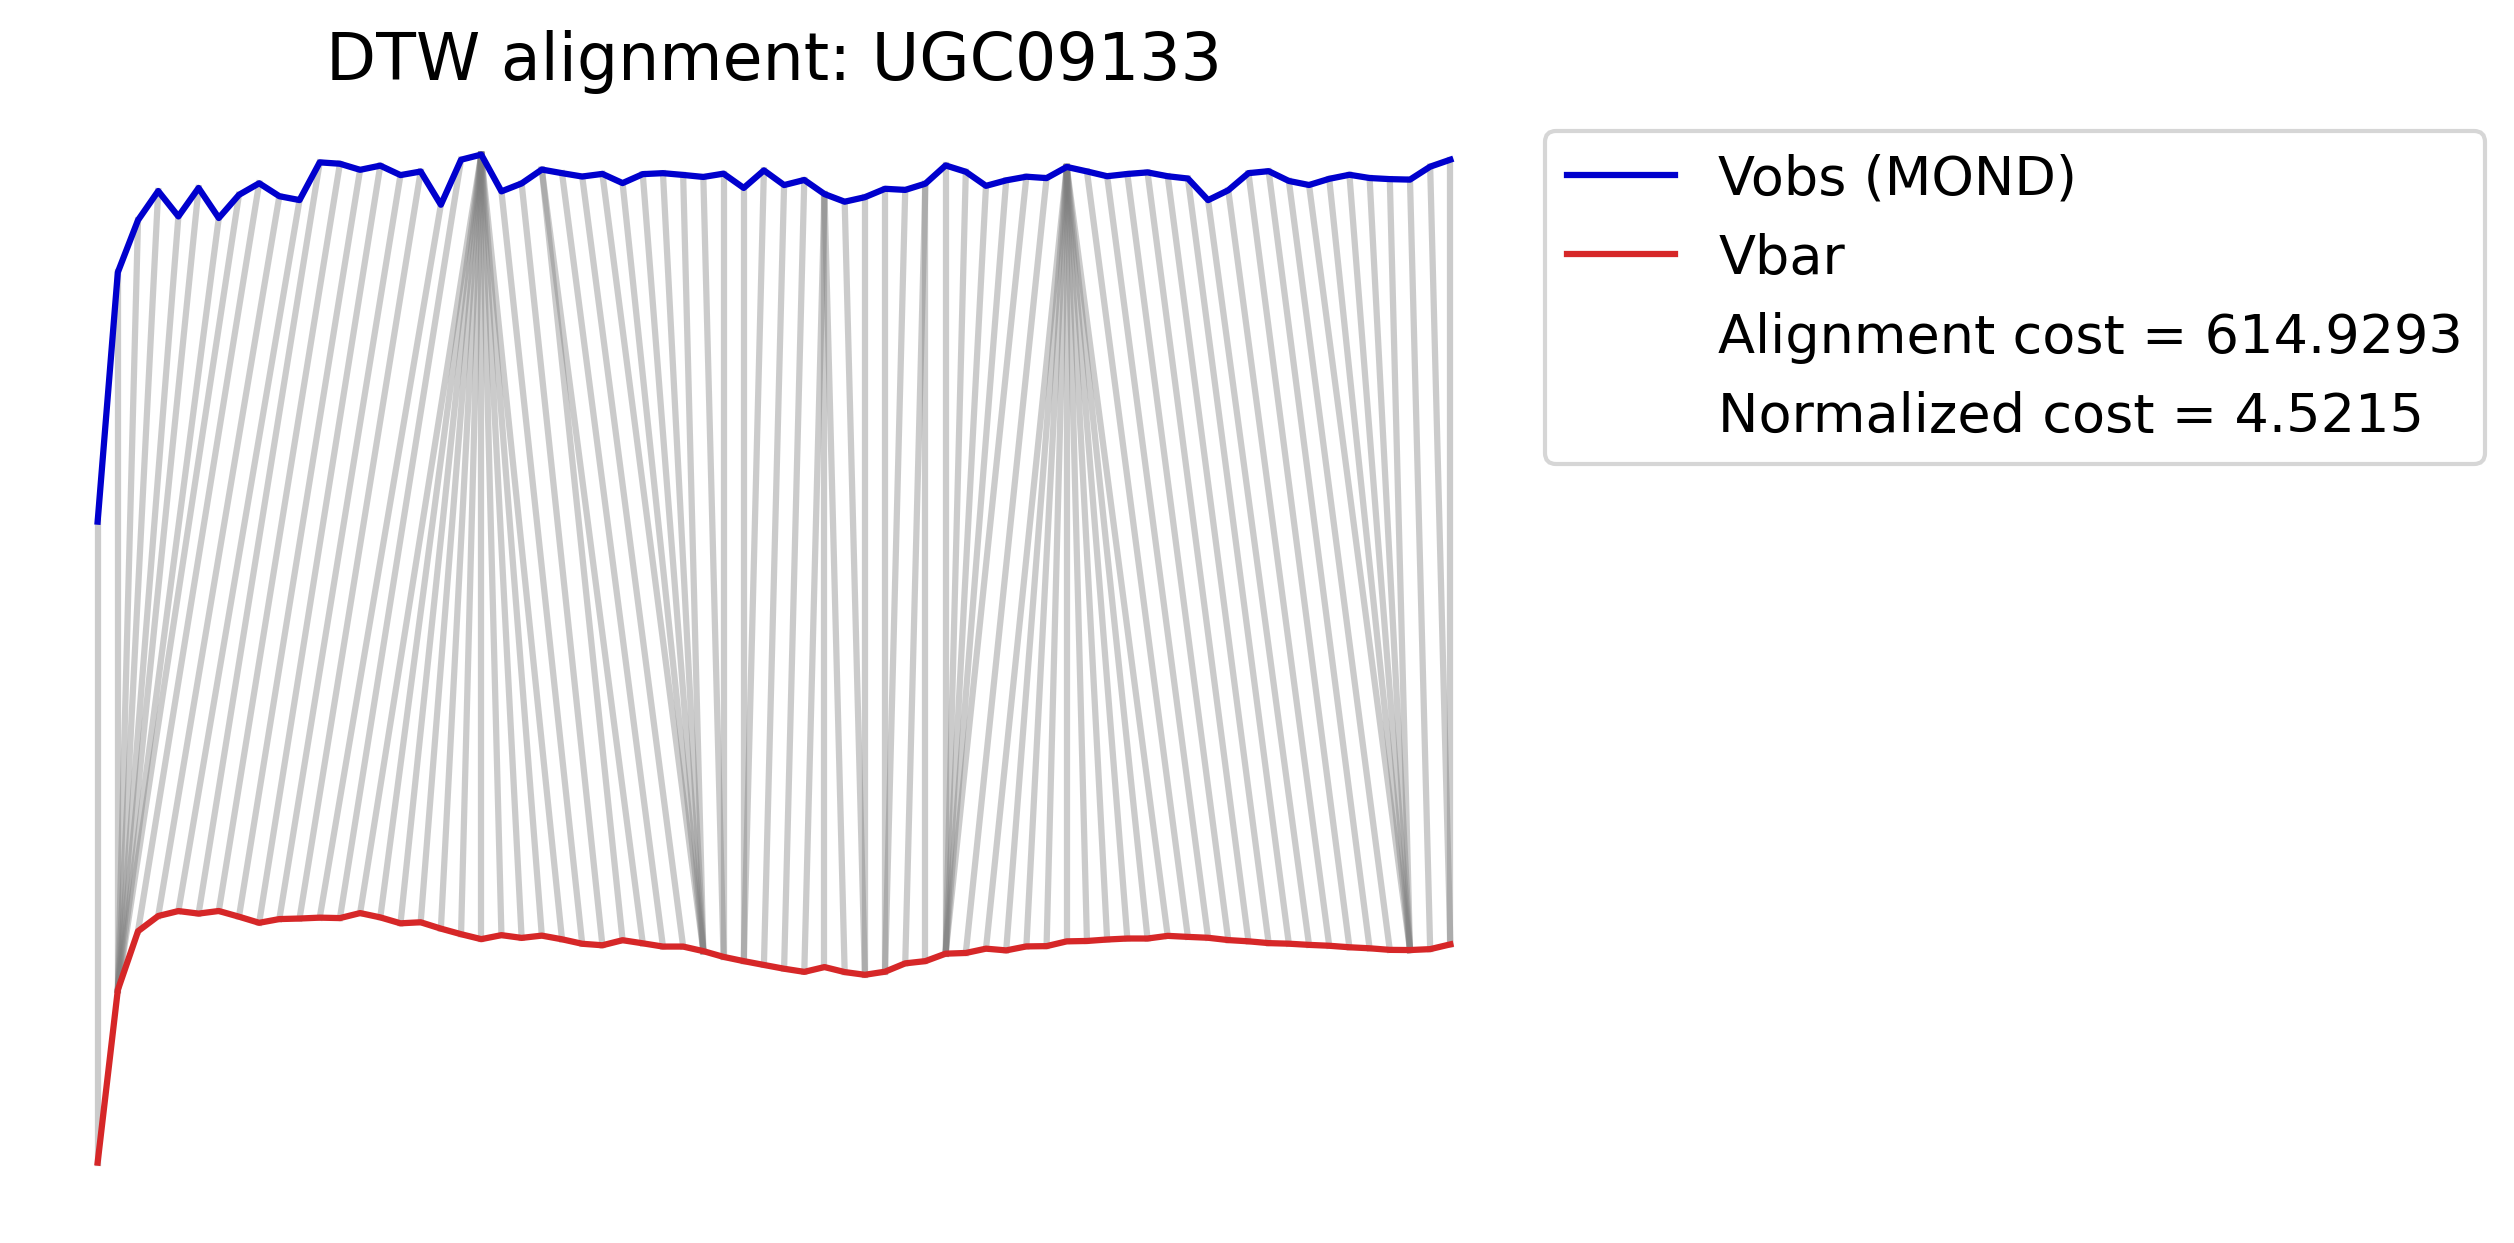 DTW alignment: UGC09133
Vobs (MOND)
Vbar
Alignment cost = 614.9293
Normalized cost = 4.5215